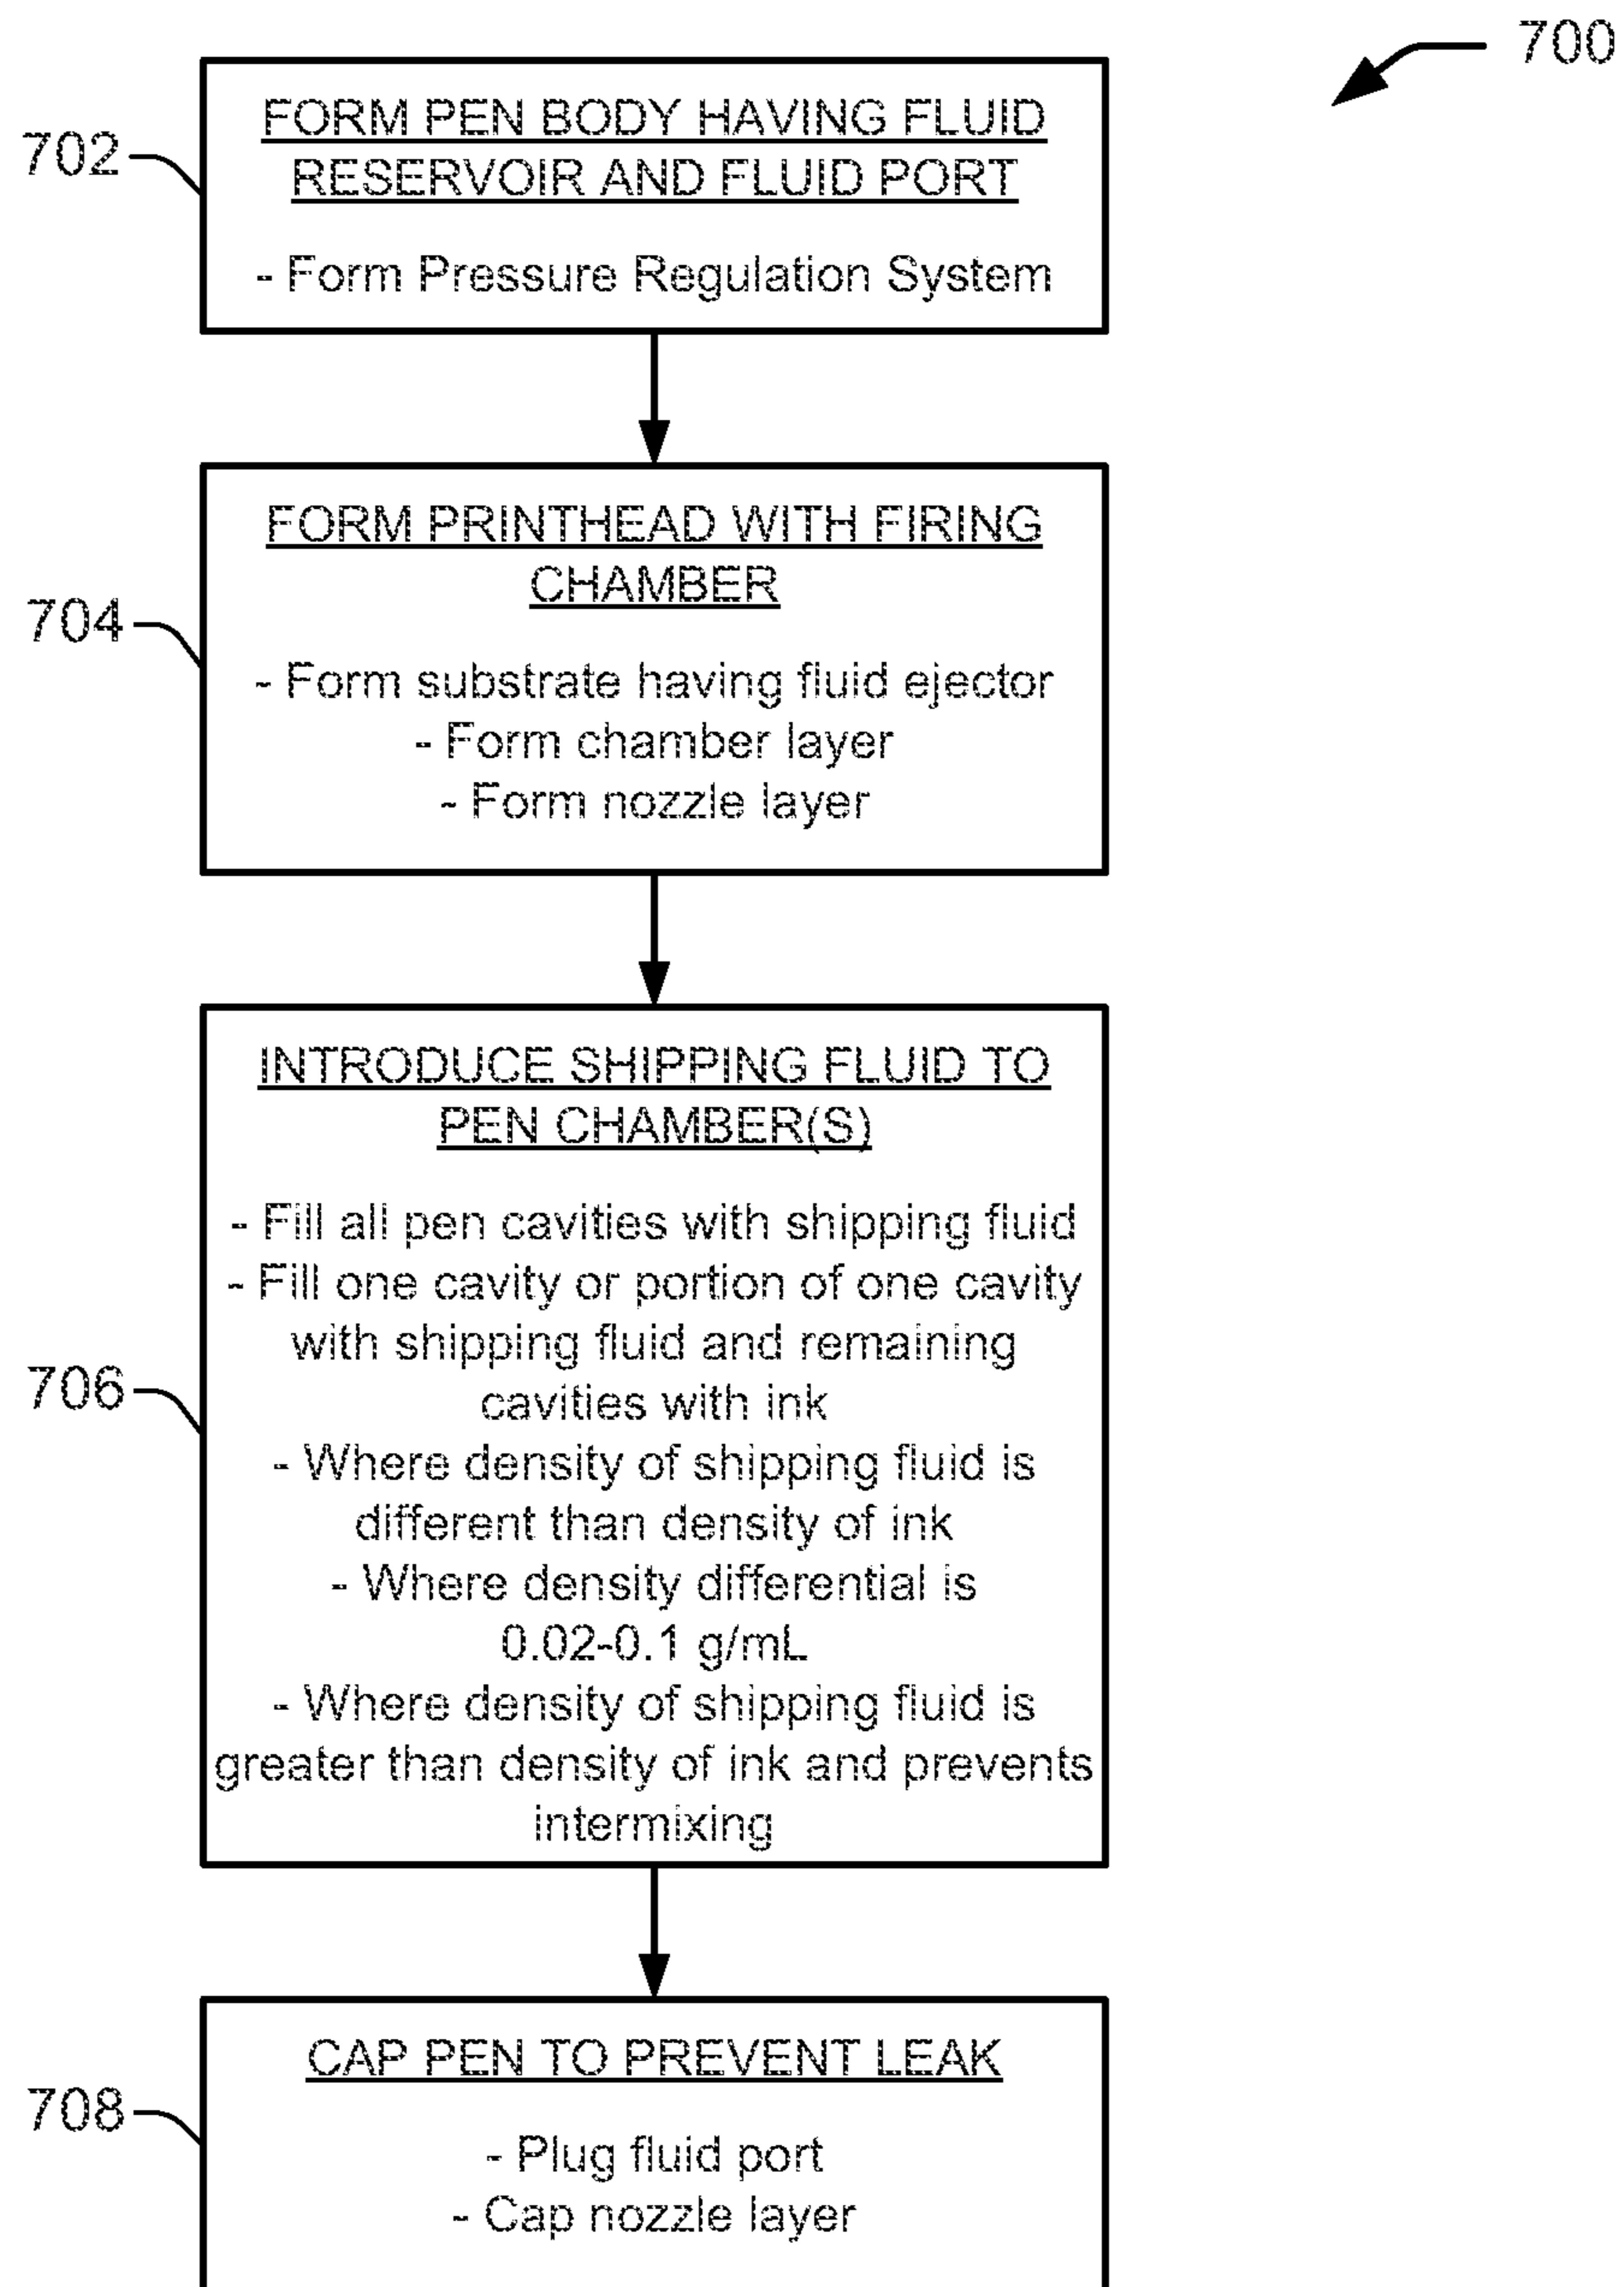 700
702
FORM PEN BODY HAVING FLUID
RESERVOIR AND FLUID PORT
- Form Pressure Regulation System
704
FORM PRINTHEAD WITH FIRING
CHAMBER
- Form substrate having fluid ejector
- Form chamber layer
- Form nozzle layer
706
INTRODUCE SHIPPING FLUID TO
PEN CHAMBER(S)
- Fill all pen cavities with shipping fluid
- Fill one cavity or portion of one cavity
with shipping fluid and remaining
cavities with ink
- Where density of shipping fluid is
different than density of ink
- Where density differential is
0.02-0.1 g/mL
- Where density of shipping fluid is
greater than density of ink and prevents
intermixing
708
CAP PEN TO PREVENT LEAK
- Plug fluid port
- Cap nozzle layer